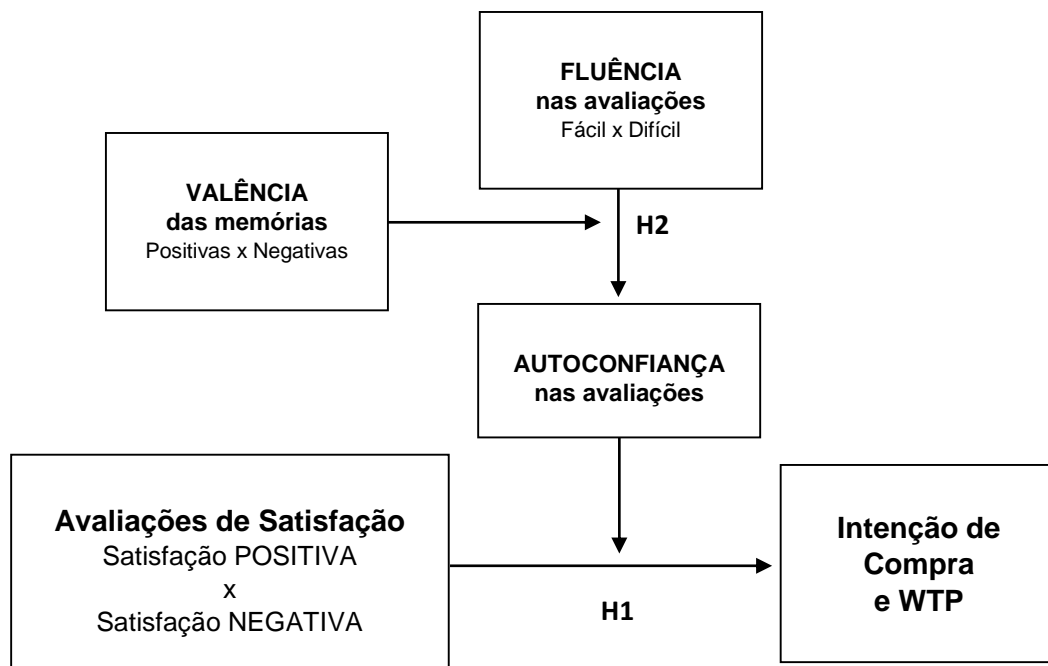 FLUÊNCIA
nas avaliações
Fácil x Difícil
VALÊNCIA
das memórias
Positivas x Negativas
H2
AUTOCONFIANÇA
nas avaliações
Avaliações de Satisfação
Satisfação POSITIVA
x
Satisfação NEGATIVA
H1
Intenção de
Compra
e WTP